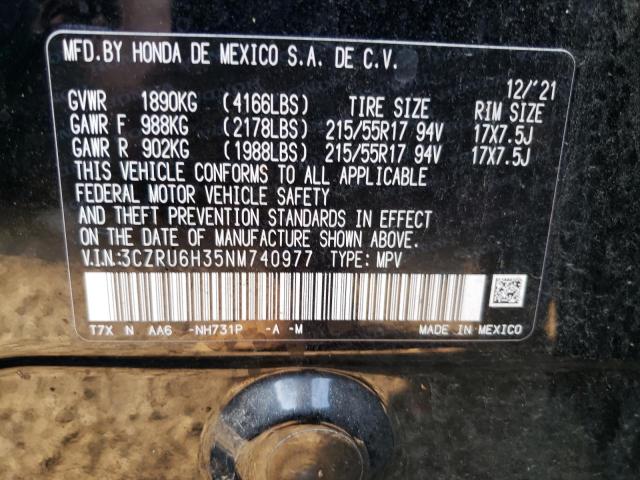 MFD.BY HONDA DE MEXICO S.A. DE C.V.
12/'21
GVWR 1890KG (4166LBS) TIRE SIZE RIM SIZE
GAWR F 988KG (2178LBS) 215/55R17 94V 17X7.5J
GAWR R 902KG (1988LBS) 215/55R17 94V 17X7.5J
THIS VEHICLE CONFORMS TO ALL APPLICABLE
FEDERAL MOTOR VEHICLE SAFETY
AND THEFT PREVENTION STANDARDS IN EFFECT
ON THE DATE OF MANUFACTURE SHOWN ABOVE.
V.I.N:3CZRU6H35NM740977 TYPE: MPV
T7X N AA6 -NH731P -A -M MADE IN MEXICO